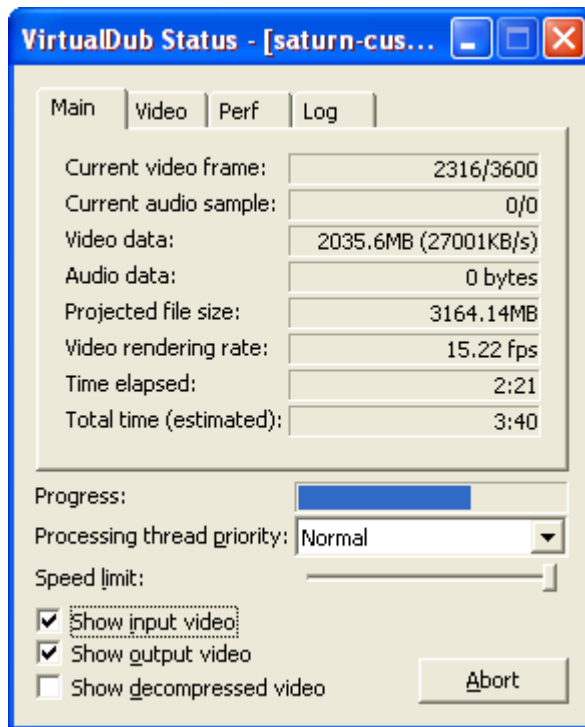 VirtualDub Status - [saturn-cus...
Main Video Perf Log
Current video frame: 2316/3600
Current audio sample: 0/0
Video data: 2035.6MB (27001KB/s)
Audio data: 0 bytes
Projected file size: 3164.14MB
Video rendering rate: 15.22 fps
Time elapsed: 2:21
Total time (estimated): 3:40
Progress:
Processing thread priority: Normal
Speed limit:
Show input video
Show output video
Show decompressed video
Abort